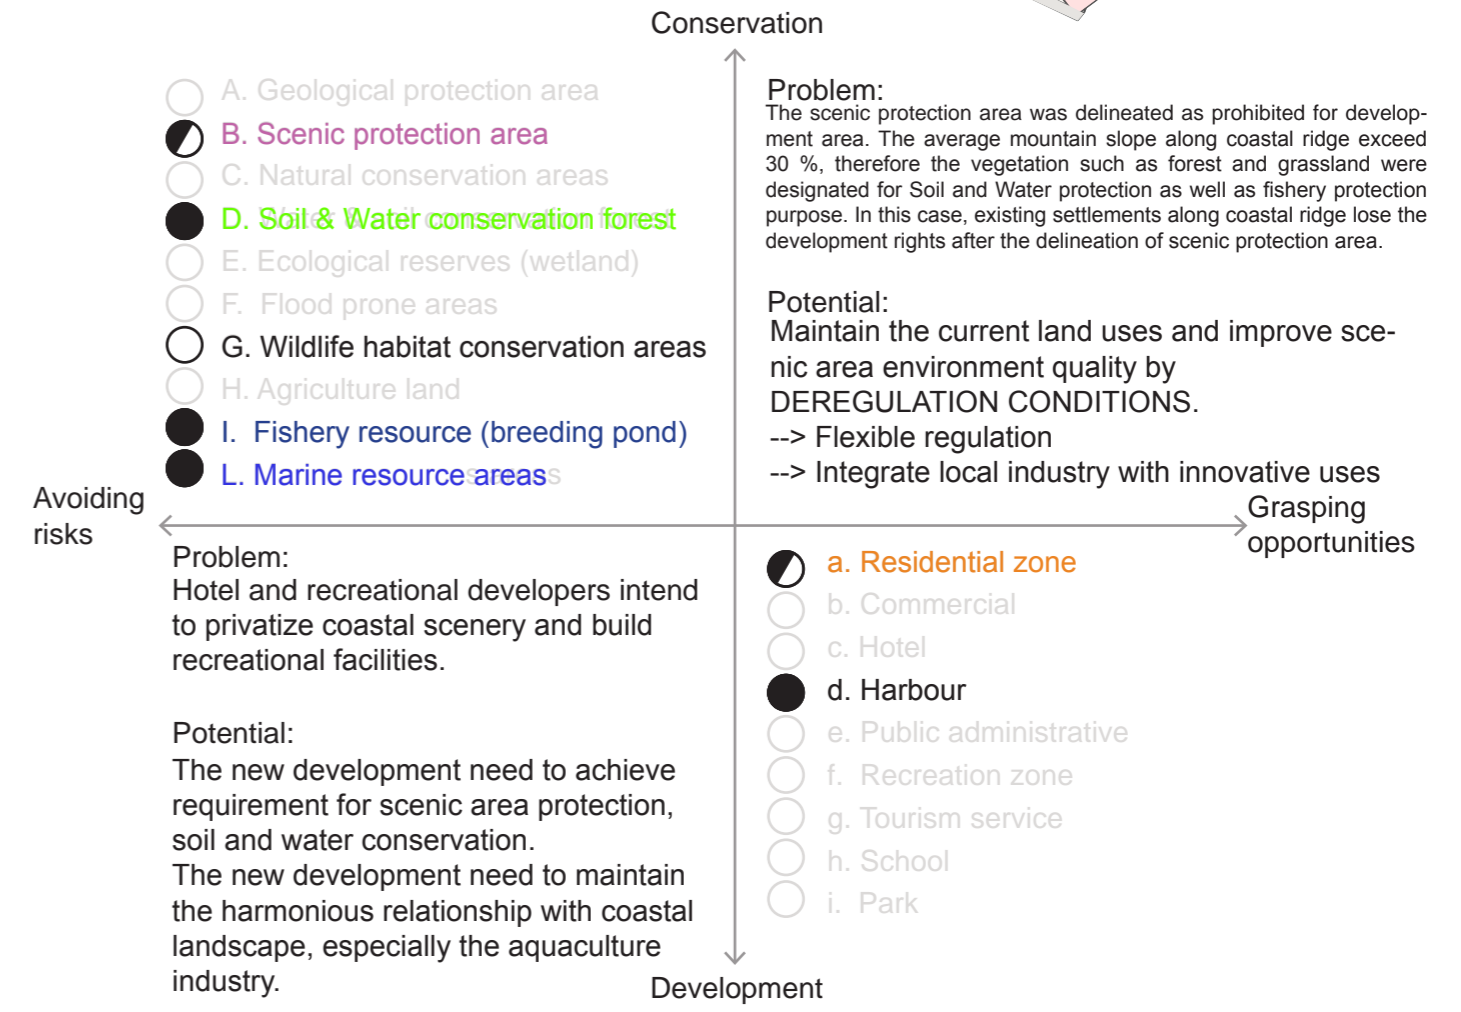 Conservation
A. Geological protection area
B. Scenic protection area
C. Natural conservation areas
D. Soil & Water conservation forest
E. Ecological reserves (wetland)
F. Flood prone areas
G. Wildlife habitat conservation areas
H. Agriculture land
I. Fishery resource (breeding pond)
L. Marine resource areas
Problem:
The scenic protection area was delineated as prohibited for develop-
ment area. The average mountain slope along coastal ridge exceed
30 %, therefore the vegetation such as forest and grassland were
designated for Soil and Water protection as well as fishery protection
purpose. In this case, existing settlements along coastal ridge lose the
development rights after the delineation of scenic protection area.
Potential:
Maintain the current land uses and improve sce-
nic area environment quality by
DEREGULATION CONDITIONS.
--> Flexible regulation
--> Integrate local industry with innovative uses
Avoiding
risks
Grasping
opportunities
Problem:
Hotel and recreational developers intend
to privatize coastal scenery and build
recreational facilities.
Potential:
The new development need to achieve
requirement for scenic area protection,
soil and water conservation.
The new development need to maintain
the harmonious relationship with coastal
landscape, especially the aquaculture
industry.
a. Residential zone
b. Commercial
c. Hotel
d. Harbour
e. Public administrative
f. Recreation zone
g. Tourism service
h. School
i. Park
Development